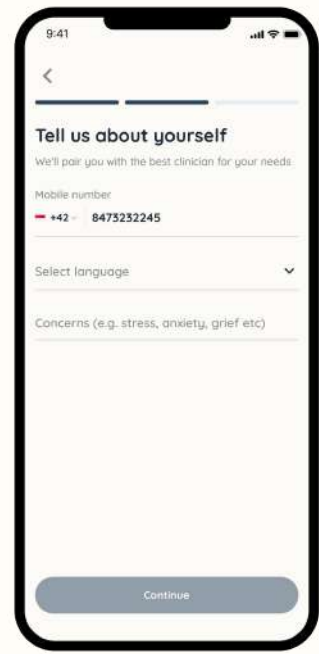 9:41
Tell us about yourself
We'll pair you with the best clinician for your needs
Mobile number
+42 8473232245
Select language
Concerns (e.g. stress, anxiety, grief etc)
Continue